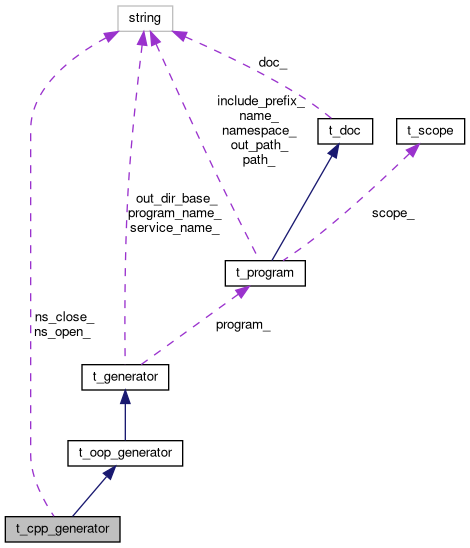 string
doc_
include_prefix_
name_
namespace_
out_path_
path_
t_doc
t_scope
out_dir_base_
program_name_
service_name_
scope_
t_program
ns_close_
ns_open_
program_
t_generator
t_oop_generator
t_cpp_generator